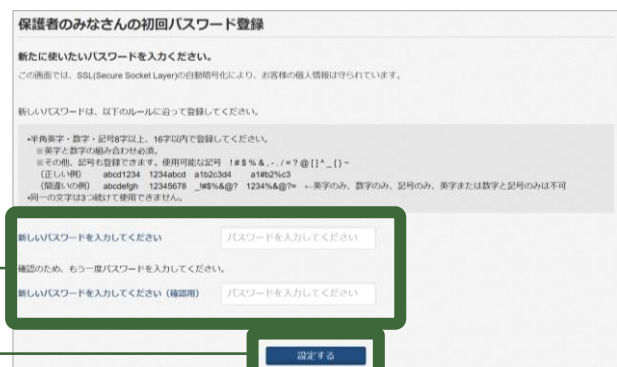 保護者のみなさんの初回パスワード登録
新たに使いたいパスワードを入力ください。
この画面では、SSL(Secure Socket Layer)の自動暗号化により、お客様の個人情報は守られています。
新しいパスワードは、以下のルールに沿って登録してください。
•半角英字・数字・記号8字以上、16字以内で登録してください。
※英字と数字の組み合わせ必須。
※その他、記号も登録できます。使用可能な記号 ! # $ % & , - . / = ? @ [ ] ^ _ { } ~
(正しい例) abcd1234 1234abcd a1b2c3d4 a1#b2%c3
(間違いの例) abcdefgh 12345678 _!#$%&@? 1234%&@?= ←英字のみ、数字のみ、記号のみ、英字または数字と記号のみは不可
•同一の文字は3つ続けて使用できません。
新しいパスワードを入力してください パスワードを入力してください
確認のため、もう一度パスワードを入力してください。
新しいパスワードを入力してください（確認用） パスワードを入力してください
設定する